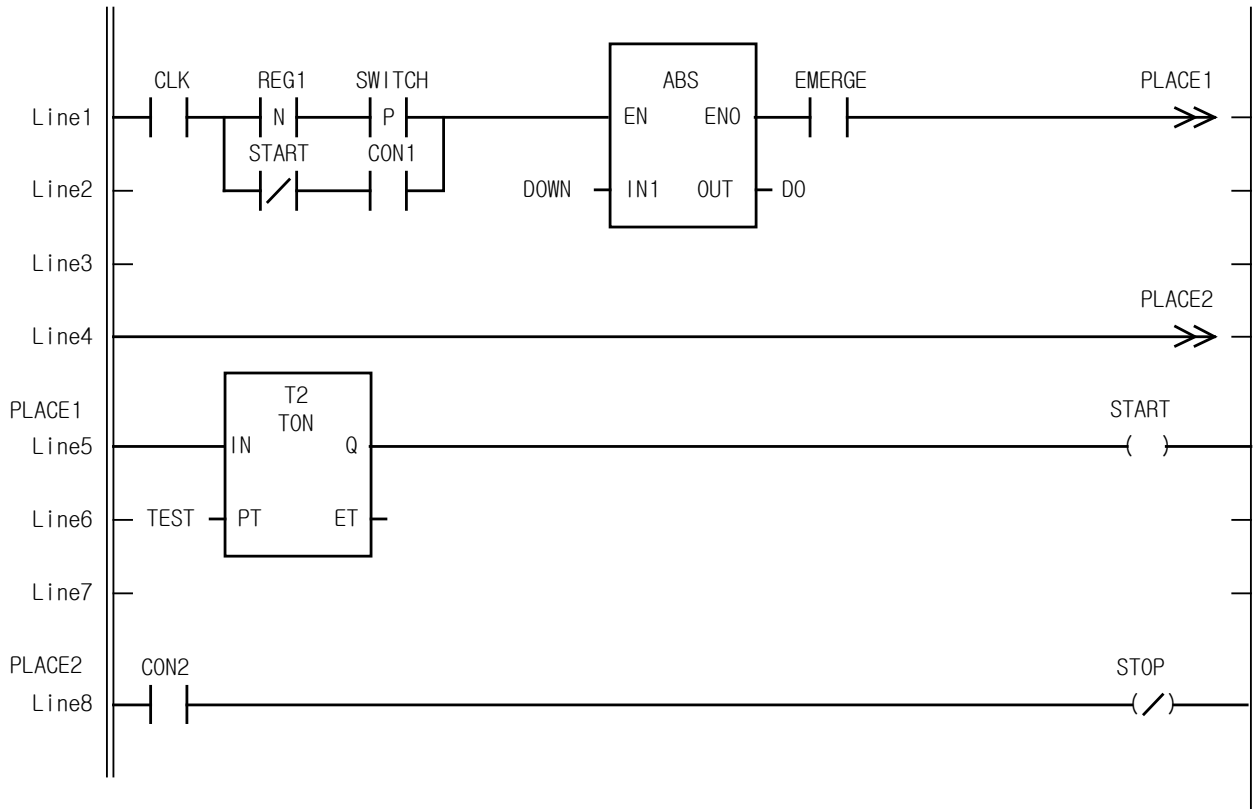 CLK REG1 SWITCH ABS EMERGE PLACE1
Line1 N P EN ENO
START CON1
Line2 DOWN IN1 OUT DO
Line3
PLACE2
Line4
T2
PLACE1 TON START
Line5 IN Q ( )
Line6 TEST PT ET
Line7
PLACE2 CON2 STOP
Line8 (/)